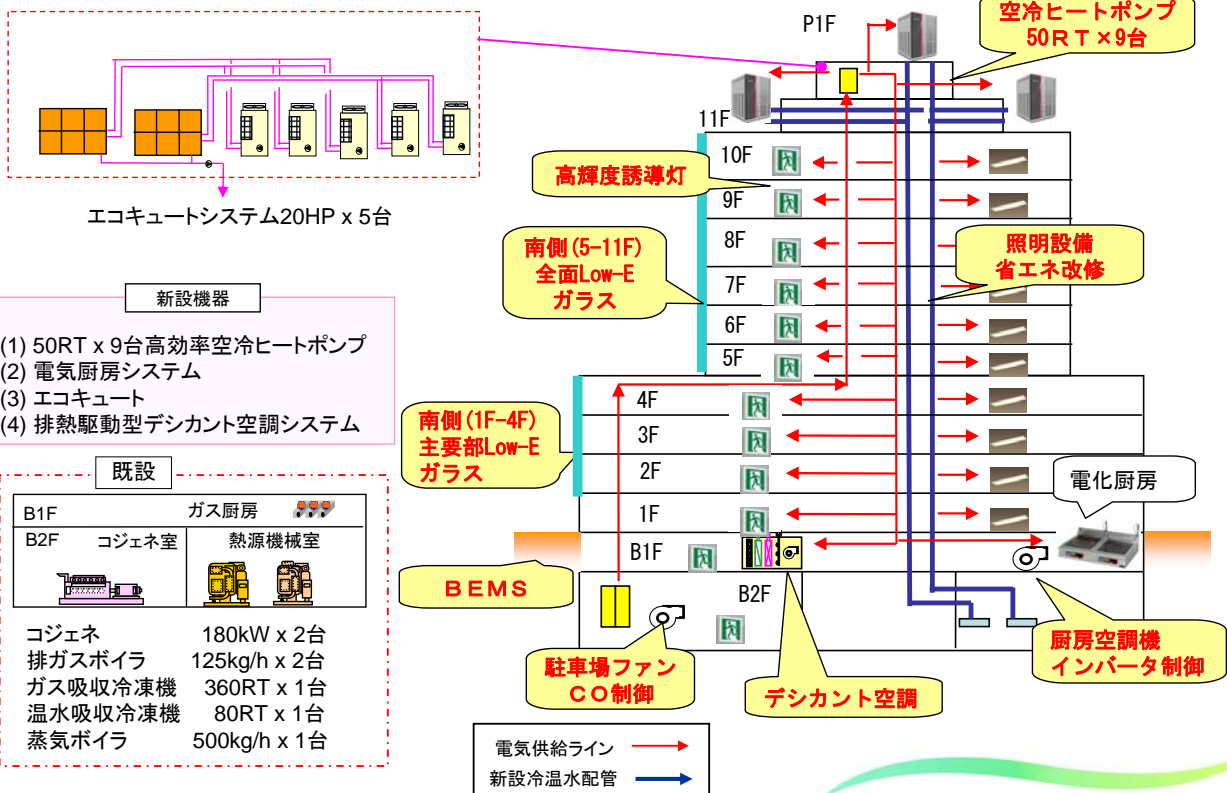 エコキュートシステム20HP x 5台
新設機器
(1) 50RT x 9台高効率空冷ヒートポンプ
(2) 電気厨房システム
(3) エコキュート
(4) 排熱駆動型デシカント空調システム
既設
B1F
ガス厨房
B2F
コジェネ室
熱源機械室
コジェネ 180kW x 2台
排ガスボイラ 125kg/h x 2台
ガス吸収冷凍機 360RT x 1台
温水吸収冷凍機 80RT x 1台
蒸気ボイラ 500kg/h x 1台
P1F
空冷ヒートポンプ
50RT×9台
11F
10F
高輝度誘導灯
9F
南側(5-11F)
全面Low-E
ガラス
8F
照明設備
省エネ改修
7F
6F
5F
南側(1F-4F)
主要部Low-E
ガラス
4F
3F
2F
電化厨房
1F
B1F
BEMS
B2F
駐車場ファン
CO制御
デシカント空調
厨房空調機
インバータ制御
電気供給ライン
新設冷温水配管